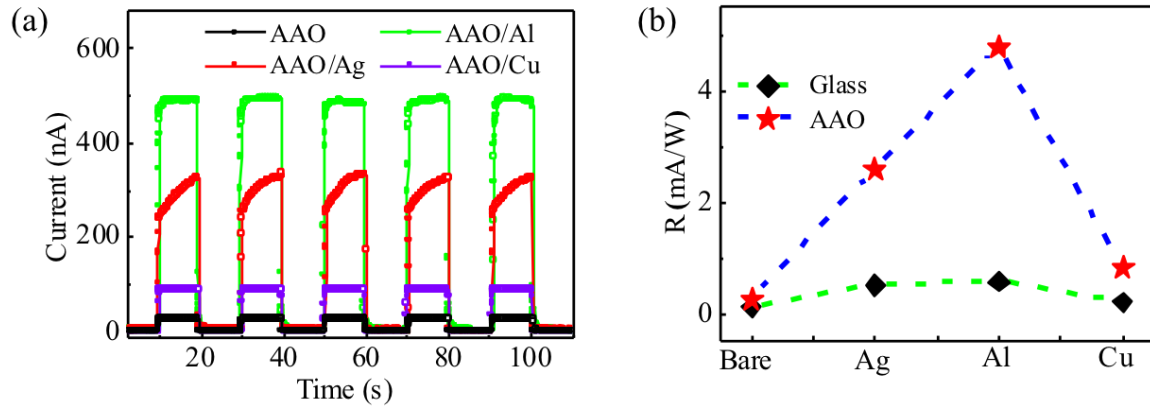 (a)
AAO
AAO/Al
AAO/Ag
AAO/Cu
600
400
200
0
Current (nA)
20
40
60
80
100
Time (s)
(b)
Glass
AAO
4
2
0
R (mA/W)
Bare
Ag
Al
Cu